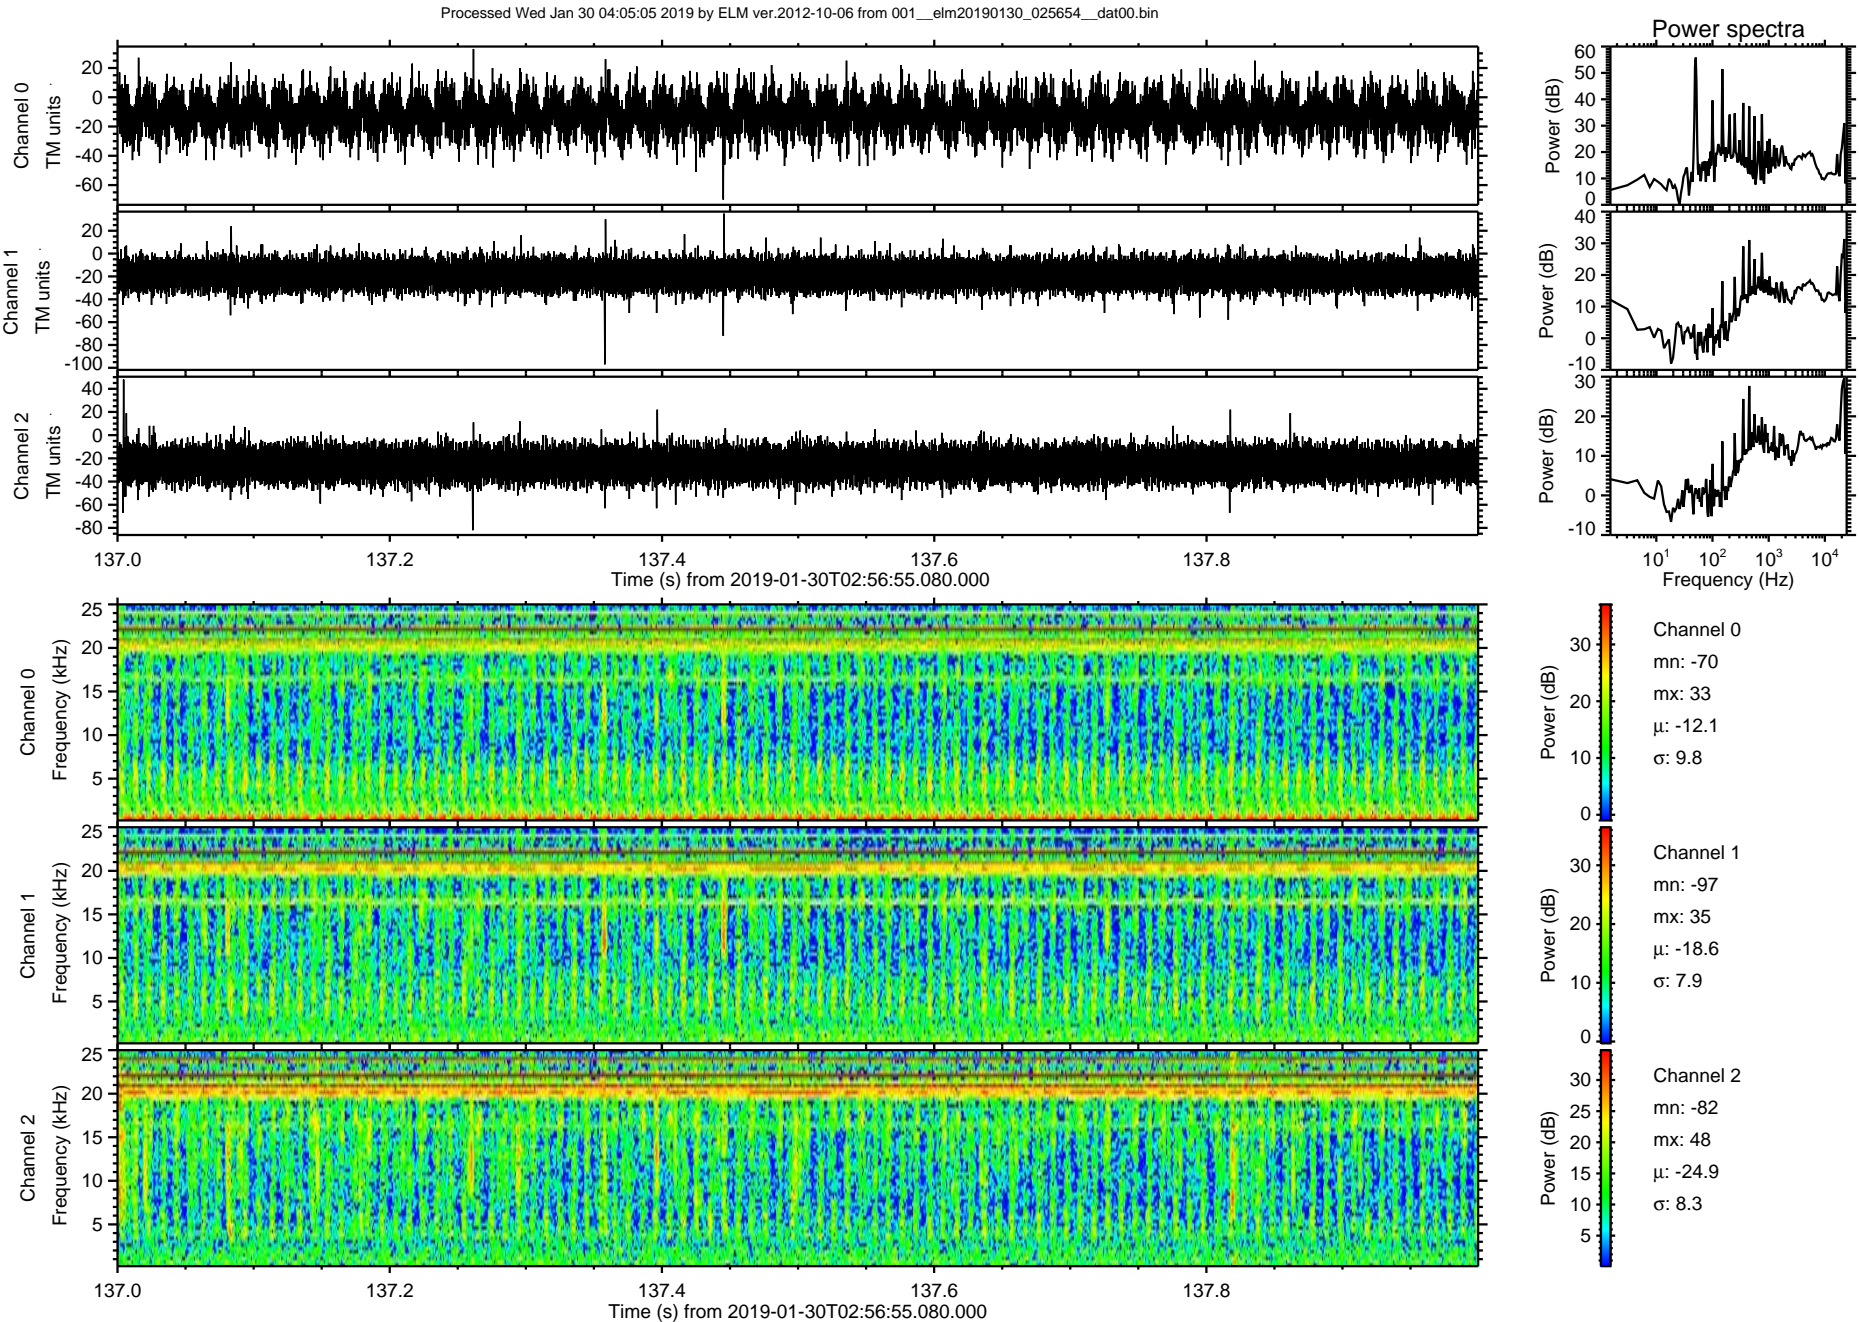 Processed Wed Jan 30 04:05:05 2019 by ELM ver.2012-10-06 from 001__elm20190130_025654__dat00.bin
Power spectra
Channel 0
TM units
20
0
-20
-40
-60
Power (dB)
60
50
40
30
20
10
0
Channel 1
TM units
20
0
-20
-40
-60
-80
-100
Power (dB)
40
30
20
10
0
-10
Channel 2
TM units
40
20
0
-20
-40
-60
-80
Power (dB)
30
20
10
0
-10
137.0 137.2 137.4 137.6 137.8
Time (s) from 2019-01-30T02:56:55.080.000
10¹ 10² 10³ 10⁴
Frequency (Hz)
Channel 0
Frequency (kHz)
25
20
15
10
5
Power (dB)
30
20
10
0
Channel 0
mn: -70
mx: 33
μ: -12.1
σ: 9.8
Channel 1
Frequency (kHz)
25
20
15
10
5
Power (dB)
30
20
10
0
Channel 1
mn: -97
mx: 35
μ: -18.6
σ: 7.9
Channel 2
Frequency (kHz)
25
20
15
10
5
Power (dB)
30
25
20
15
10
5
Channel 2
mn: -82
mx: 48
μ: -24.9
σ: 8.3
137.0 137.2 137.4 137.6 137.8
Time (s) from 2019-01-30T02:56:55.080.000